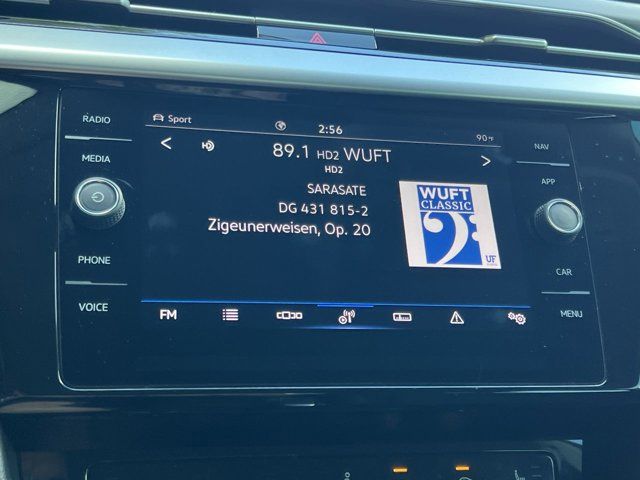 RADIO
MEDIA
PHONE
VOICE
Sport
2:56
90 °F
< 89.1 HD2 WUFT >
HD2
SARASATE
DG 431 815-2
Zigeunerweisen, Op. 20
WUFT
CLASSIC
UF
FM
NAV
APP
CAR
MENU